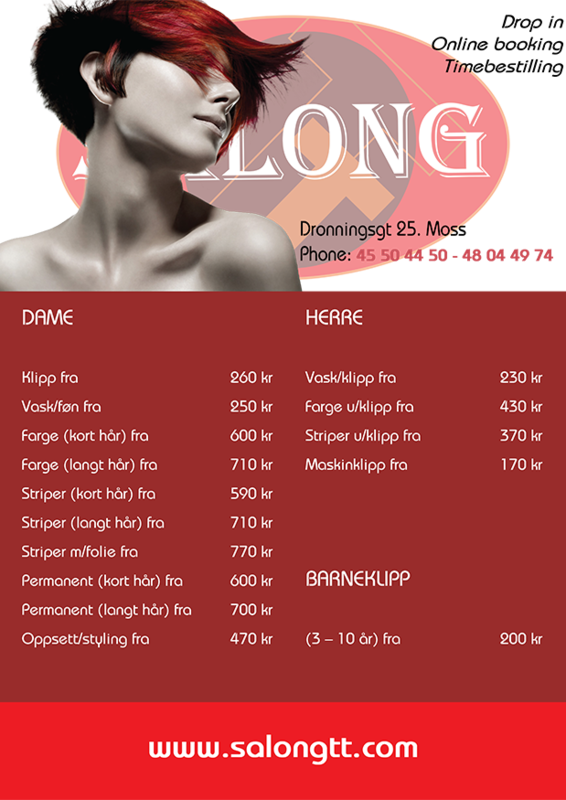 Drop in
Online booking
Timebestilling
SALONG
Dronningsgt 25. Moss
Phone: 45 50 44 50 - 48 04 49 74
DAME
Klipp fra 260 kr
Vask/føn fra 250 kr
Farge (kort hår) fra 600 kr
Farge (langt hår) fra 710 kr
Striper (kort hår) fra 590 kr
Striper (langt hår) fra 710 kr
Striper m/folie fra 770 kr
Permanent (kort hår) fra 600 kr
Permanent (langt hår) fra 700 kr
Oppsett/styling fra 470 kr
HERRE
Vask/klipp fra 230 kr
Farge u/klipp fra 430 kr
Striper u/klipp fra 370 kr
Maskinklipp fra 170 kr
BARNEKLIPP
(3 – 10 år) fra 200 kr
www.salongtt.com